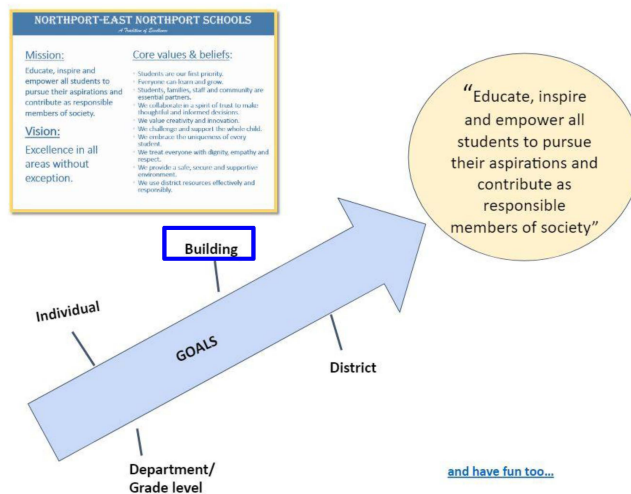 NORTHPORT-EAST NORTHPORT SCHOOLS
A Tradition of Excellence
Mission:
Educate, inspire and
empower all students to
pursue their aspirations and
contribute as responsible
members of society.
Vision:
Excellence in all
areas without
exception.
Core values & beliefs:
· Students are our first priority.
· Everyone can learn and grow.
· Students, families, staff and community are
essential partners.
· We collaborate in a spirit of trust to make
thoughtful and informed decisions.
· We value creativity and innovation.
· We challenge and support the whole child.
· We embrace the uniqueness of every
student.
· We treat everyone with dignity, empathy and
respect.
· We provide a safe, secure and supportive
environment.
· We use district resources effectively and
responsibly.
“Educate, inspire
and empower all
students to pursue
their aspirations and
contribute as
responsible
members of society”
Building
Individual
GOALS
District
Department/
Grade level
and have fun too...